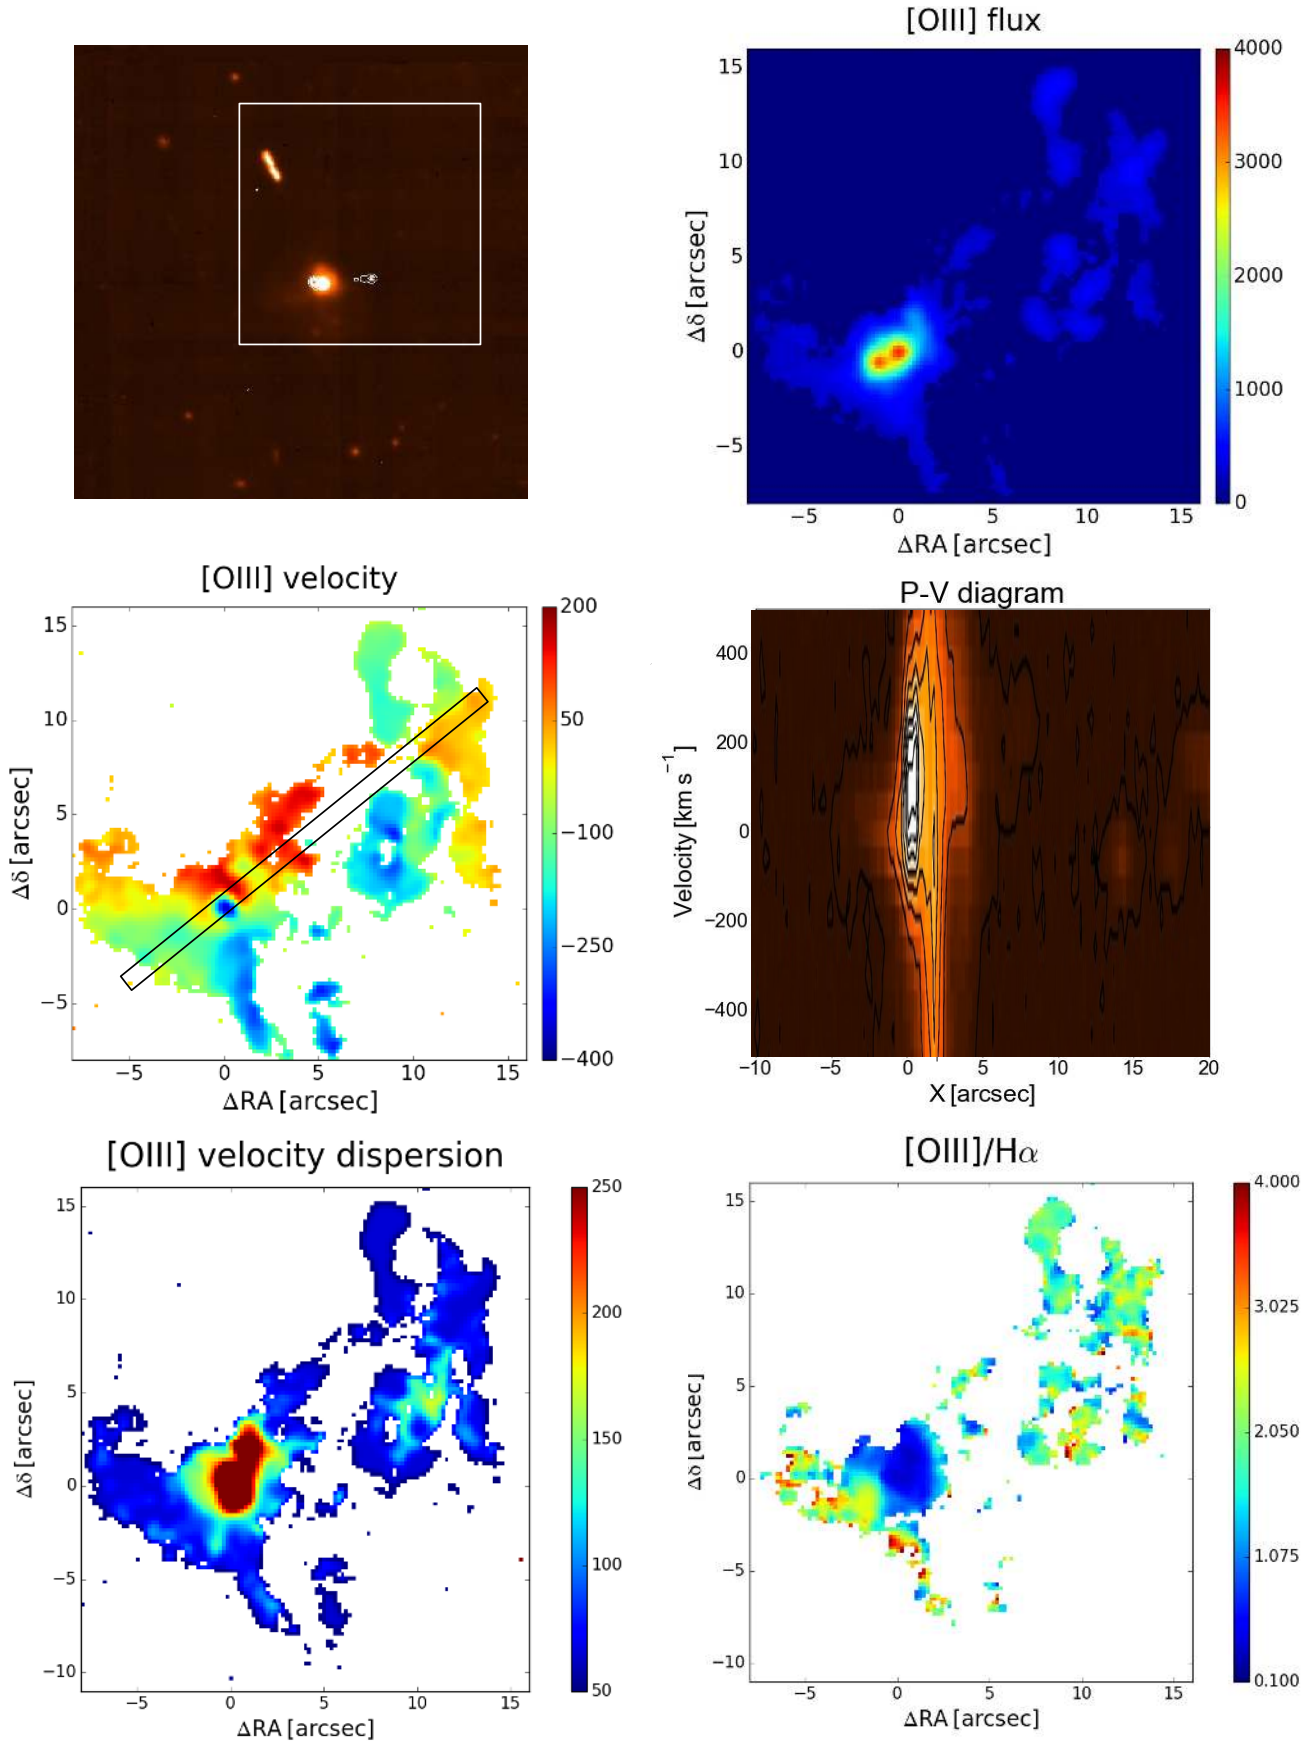 [OIII] flux
15
10
5
0
−5
−5 0 5 10 15
ΔRA [arcsec]
Δδ [arcsec]
4000
3000
2000
1000
0
[OIII] velocity
15
10
5
0
−5
−5 0 5 10 15
ΔRA [arcsec]
Δδ [arcsec]
200
50
−100
−250
−400
P-V diagram
400
200
0
−200
−400
−10 −5 0 5 10 15 20
X [arcsec]
Velocity [km s⁻¹]
[OIII] velocity dispersion
15
10
5
0
−5
−10
−5 0 5 10 15
ΔRA [arcsec]
Δδ [arcsec]
250
200
150
100
50
[OIII]/Hα
15
10
5
0
−5
−10
−5 0 5 10 15
ΔRA [arcsec]
Δδ [arcsec]
4.000
3.025
2.050
1.075
0.100